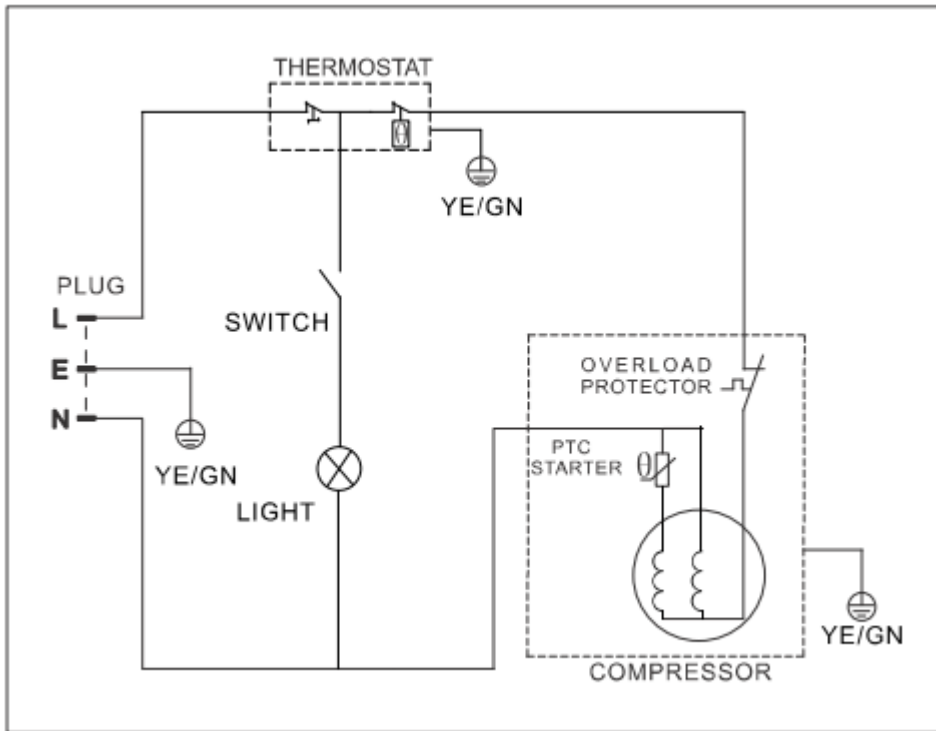 THERMOSTAT
θ
YE/GN
PLUG
L
SWITCH
E
N
YE/GN
LIGHT
OVERLOAD
PROTECTOR
PTC
STARTER
θ
YE/GN
COMPRESSOR